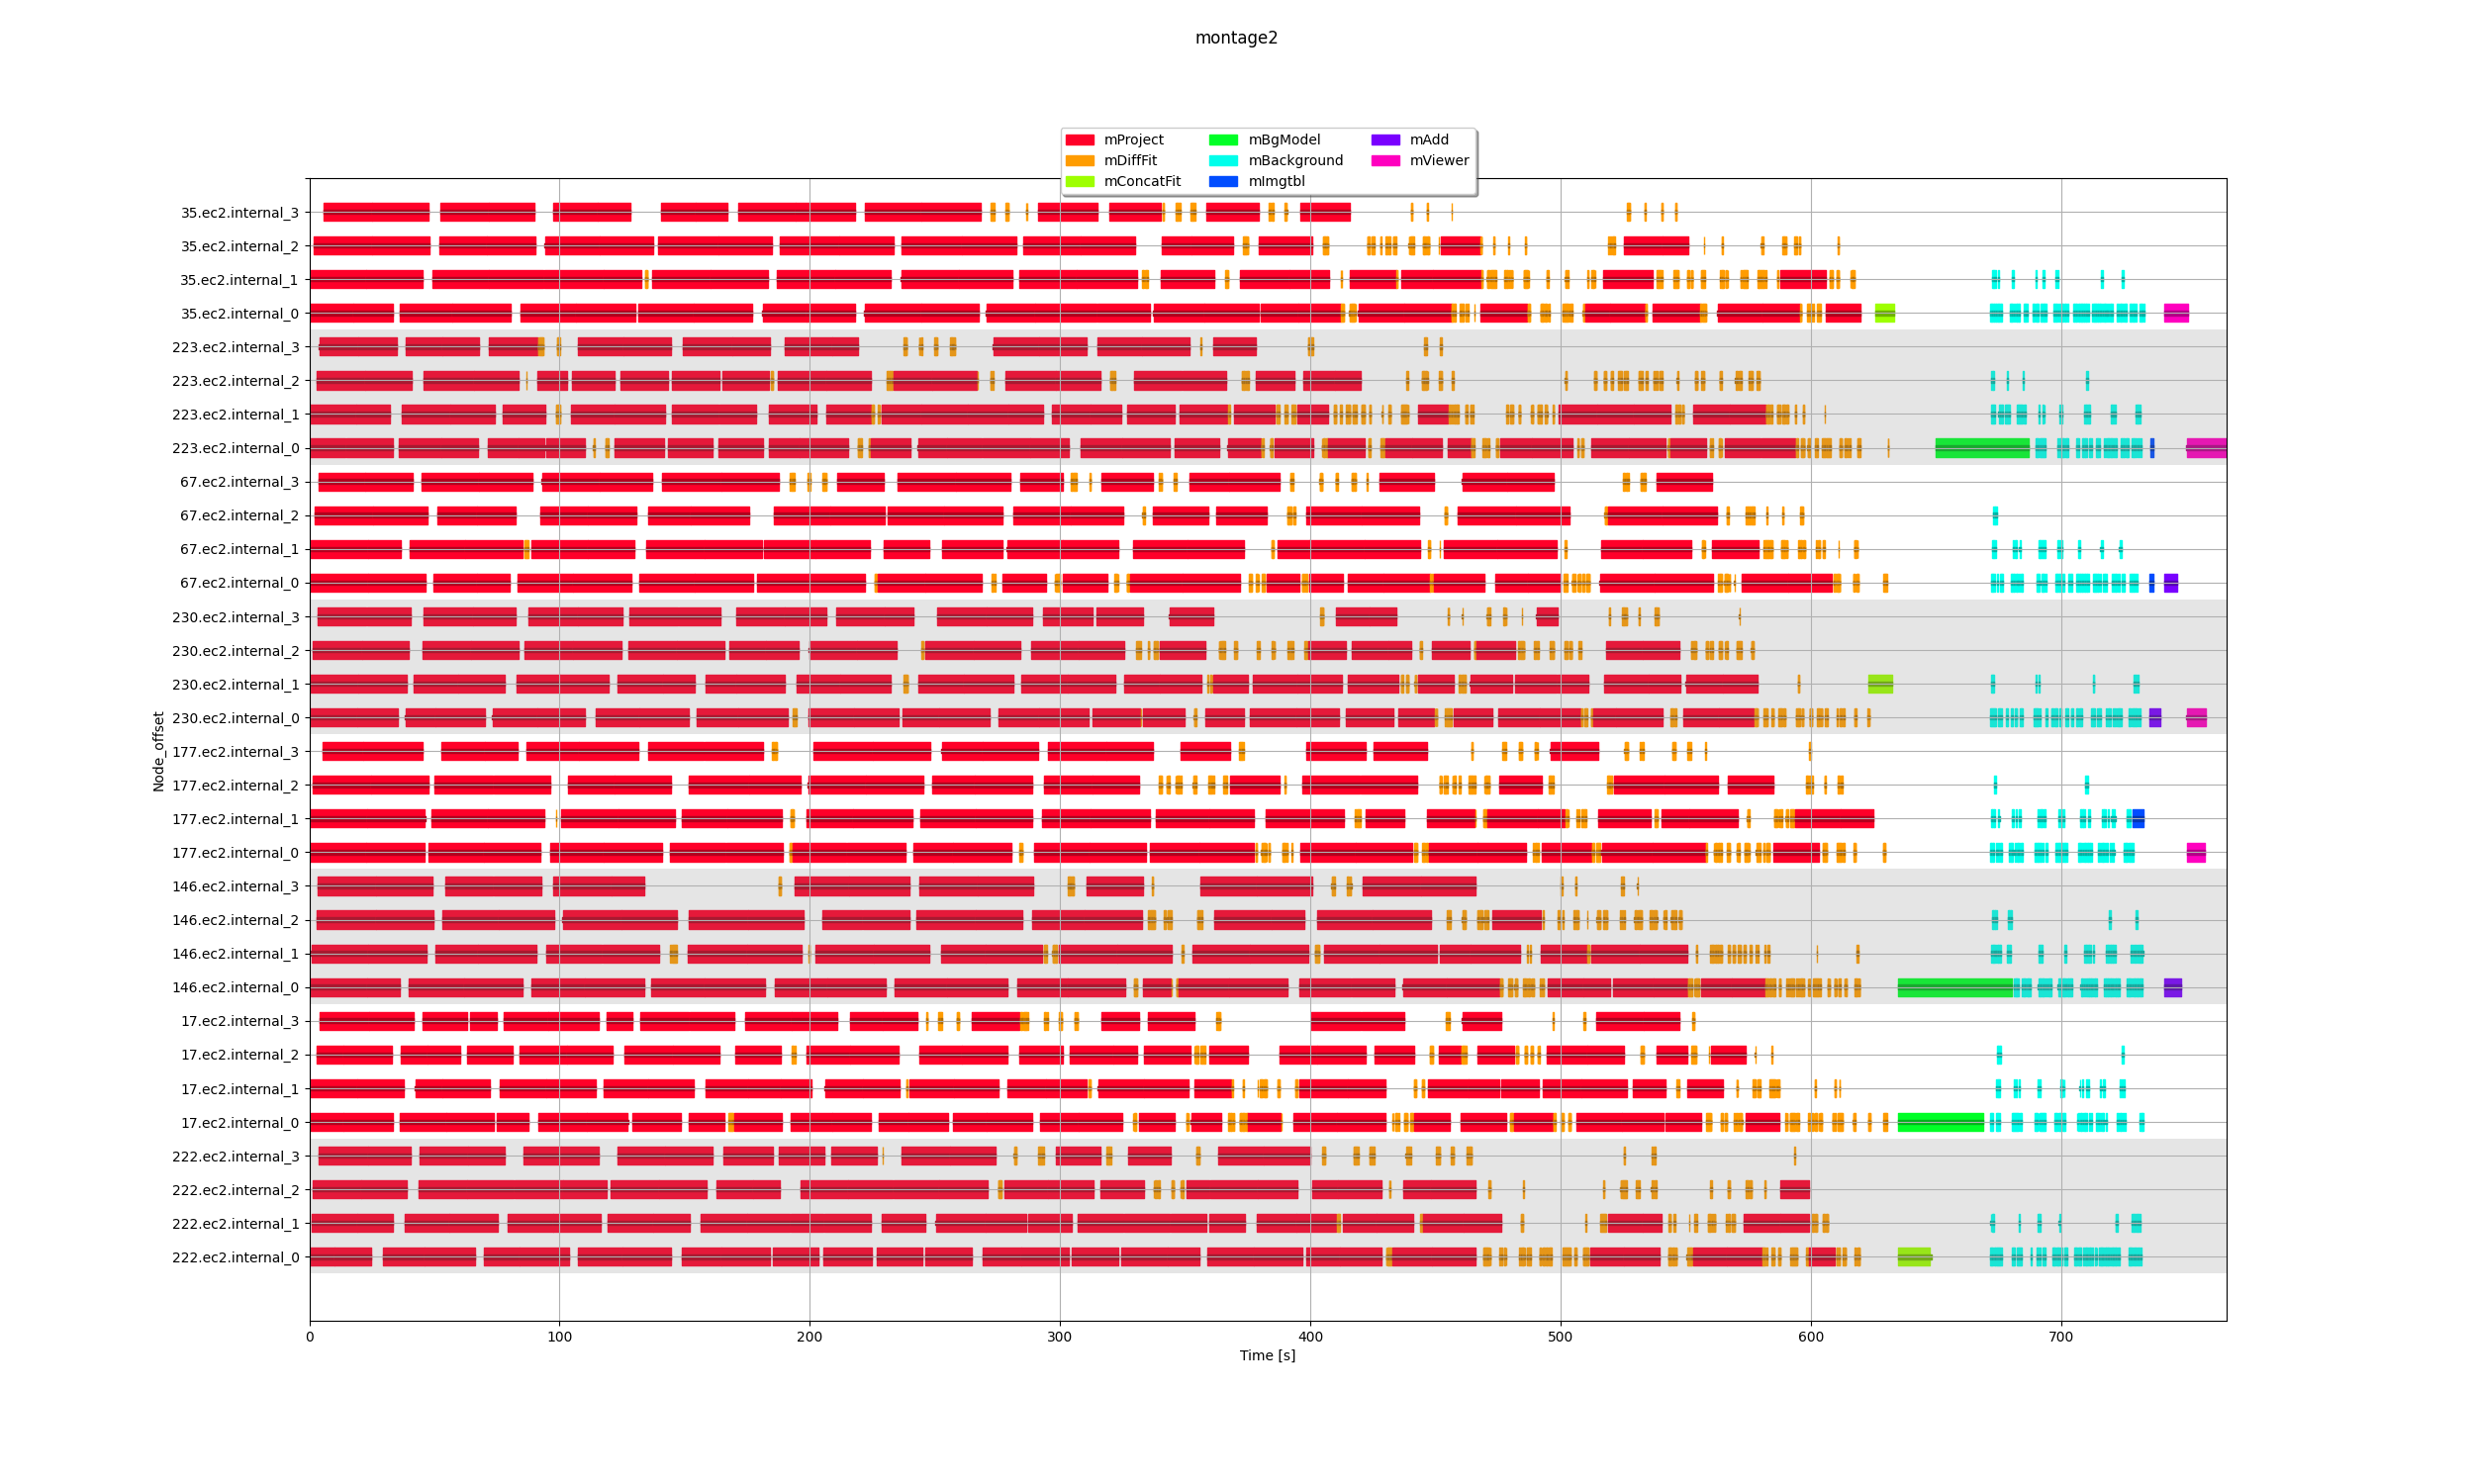 montage2
mProject
mDiffFit
mConcatFit
mBgModel
mBackground
mImgtbl
mAdd
mViewer
35.ec2.internal_3
35.ec2.internal_2
35.ec2.internal_1
35.ec2.internal_0
223.ec2.internal_3
223.ec2.internal_2
223.ec2.internal_1
223.ec2.internal_0
67.ec2.internal_3
67.ec2.internal_2
67.ec2.internal_1
67.ec2.internal_0
230.ec2.internal_3
230.ec2.internal_2
230.ec2.internal_1
230.ec2.internal_0
177.ec2.internal_3
177.ec2.internal_2
177.ec2.internal_1
177.ec2.internal_0
146.ec2.internal_3
146.ec2.internal_2
146.ec2.internal_1
146.ec2.internal_0
17.ec2.internal_3
17.ec2.internal_2
17.ec2.internal_1
17.ec2.internal_0
222.ec2.internal_3
222.ec2.internal_2
222.ec2.internal_1
222.ec2.internal_0
Node_offset
0 100 200 300 400 500 600 700
Time [s]